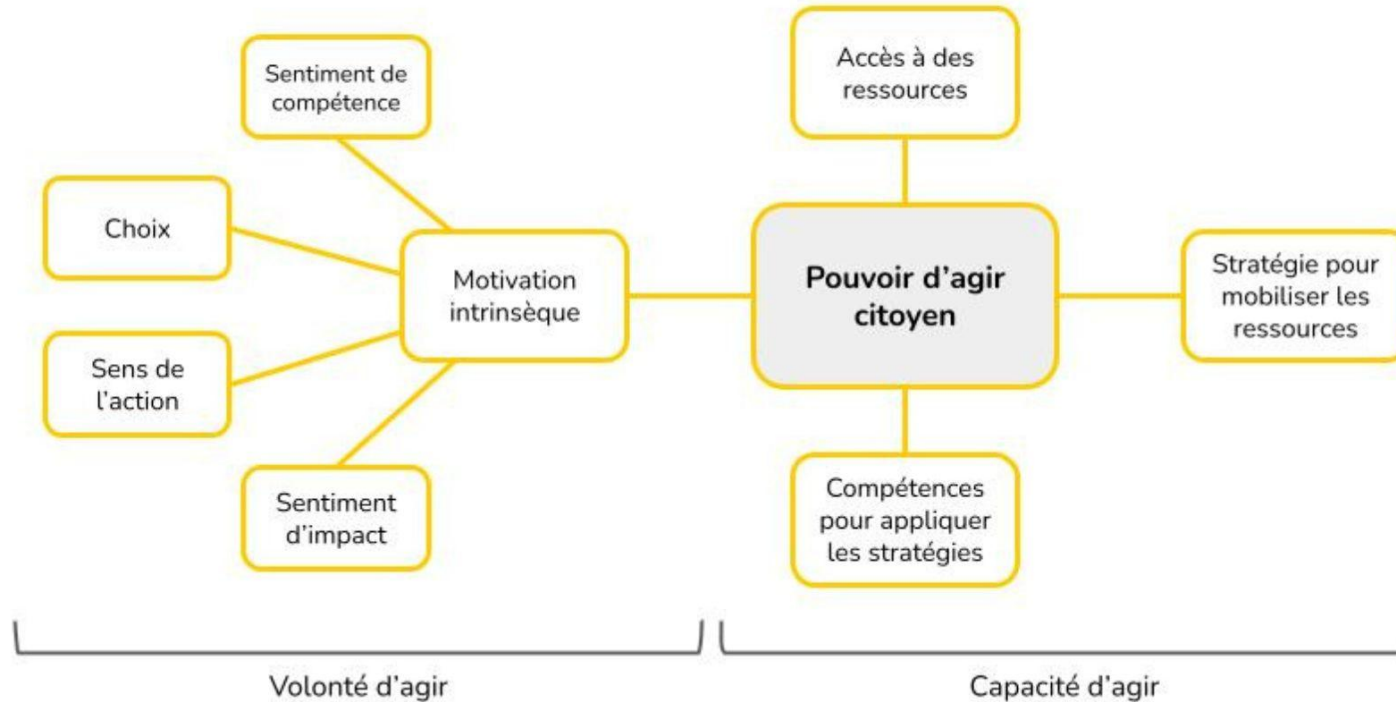 Sentiment de
compétence
Choix
Sens de
l’action
Sentiment
d’impact
Motivation
intrinsèque
Accès à des
ressources
Pouvoir d’agir
citoyen
Stratégie pour
mobiliser les
ressources
Compétences
pour appliquer
les stratégies
Volonté d’agir
Capacité d’agir